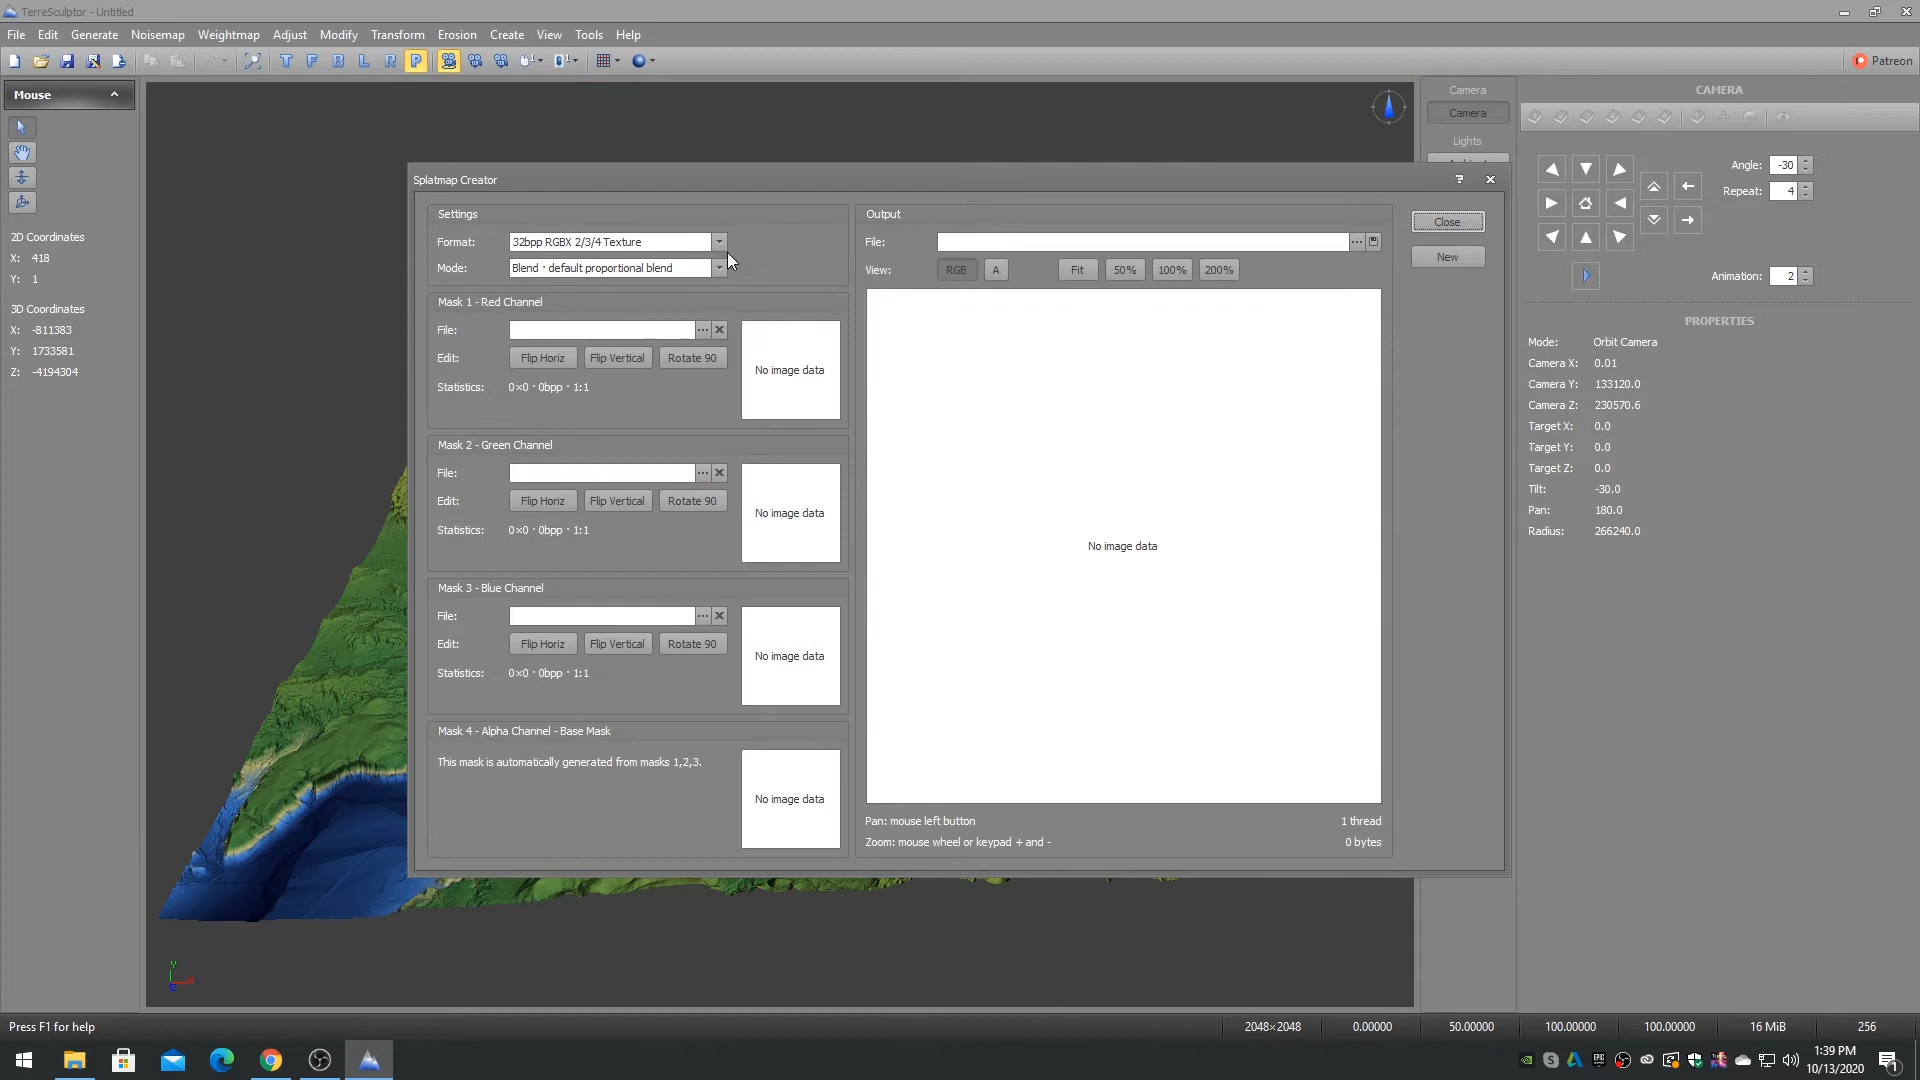 TerreSculptor - Untitled
File Edit Generate Noisemap Weightmap Adjust Modify Transform Erosion Create View Tools Help
T F B L R P
Patreon
Mouse
2D Coordinates
X: 418
Y: 1
3D Coordinates
X: -811383
Y: 1733581
Z: -4194304
Camera
Camera
Lights
Splatmap Creator
Settings
Format: 32bpp RGBX 2/3/4 Texture
Mode: Blend · default proportional blend
Mask 1 - Red Channel
File:
Edit: Flip Horiz Flip Vertical Rotate 90
Statistics: 0×0 · 0bpp · 1:1
No image data
Mask 2 - Green Channel
File:
Edit: Flip Horiz Flip Vertical Rotate 90
Statistics: 0×0 · 0bpp · 1:1
No image data
Mask 3 - Blue Channel
File:
Edit: Flip Horiz Flip Vertical Rotate 90
Statistics: 0×0 · 0bpp · 1:1
No image data
Mask 4 - Alpha Channel - Base Mask
This mask is automatically generated from masks 1,2,3.
No image data
Output
File:
View: RGB A Fit 50% 100% 200%
No image data
Pan: mouse left button 1 thread
Zoom: mouse wheel or keypad + and - 0 bytes
Close
New
CAMERA
Angle: -30
Repeat: 4
Animation: 2
PROPERTIES
Mode: Orbit Camera
Camera X: 0.01
Camera Y: 133120.0
Camera Z: 230570.6
Target X: 0.0
Target Y: 0.0
Target Z: 0.0
Tilt: -30.0
Pan: 180.0
Radius: 266240.0
Y
X
Z
Press F1 for help 2048×2048 0.00000 50.00000 100.00000 100.00000 16 MiB 256
1:39 PM
10/13/2020
1